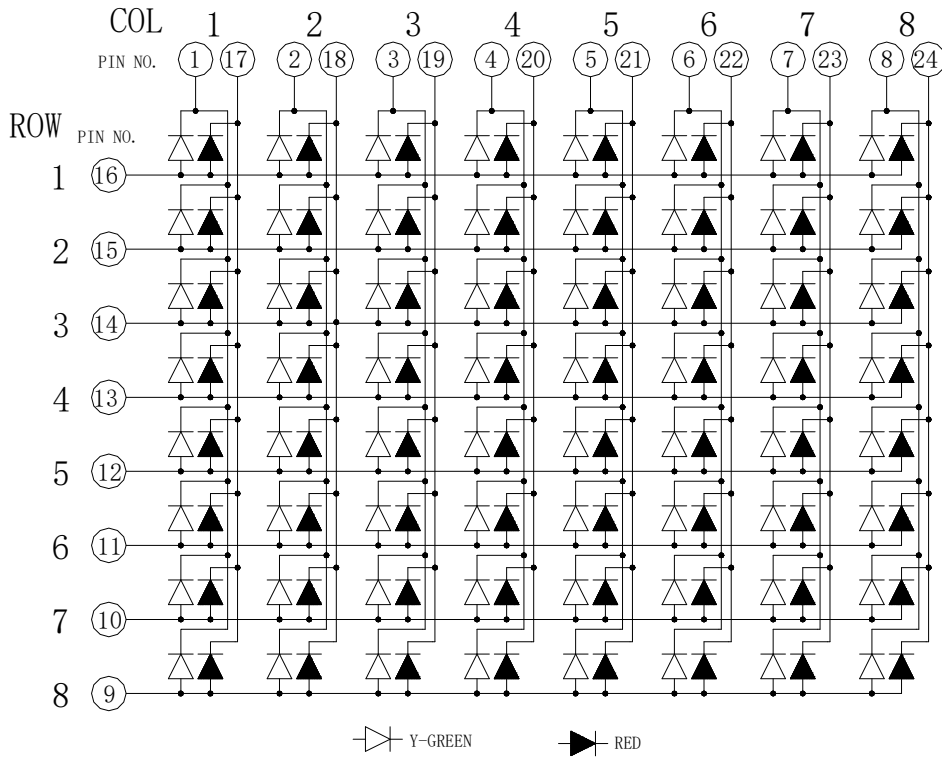 COL 1 2 3 4 5 6 7 8
PIN NO. 1 17 2 18 3 19 4 20 5 21 6 22 7 23 8 24
ROW PIN NO.
1 16
2 15
3 14
4 13
5 12
6 11
7 10
8 9
Y-GREEN RED